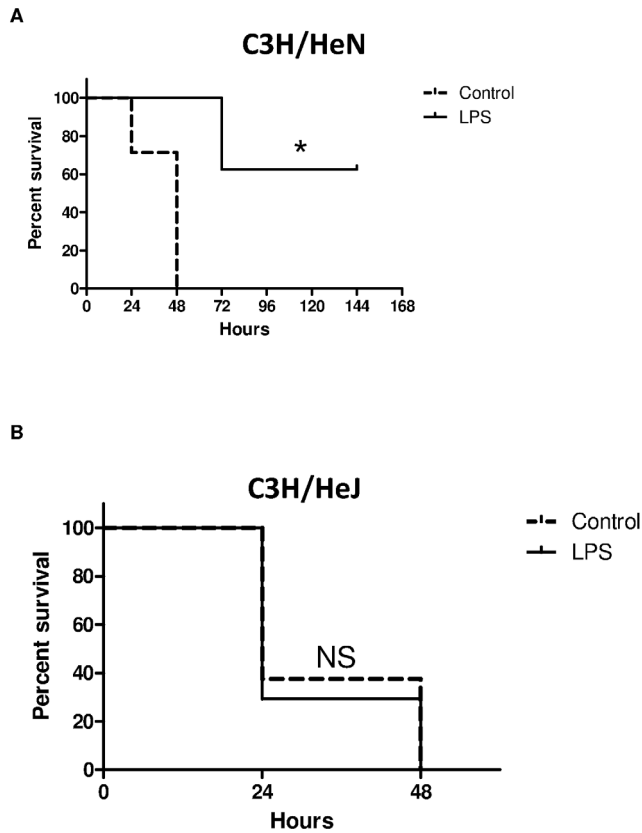 A
C3H/HeN
Control
LPS
100
80
60
40
20
0
*
Percent survival
0 24 48 72 96 120 144 168
Hours
B
C3H/HeJ
Control
LPS
100
80
60
40
20
0
NS
Percent survival
0 24 48
Hours